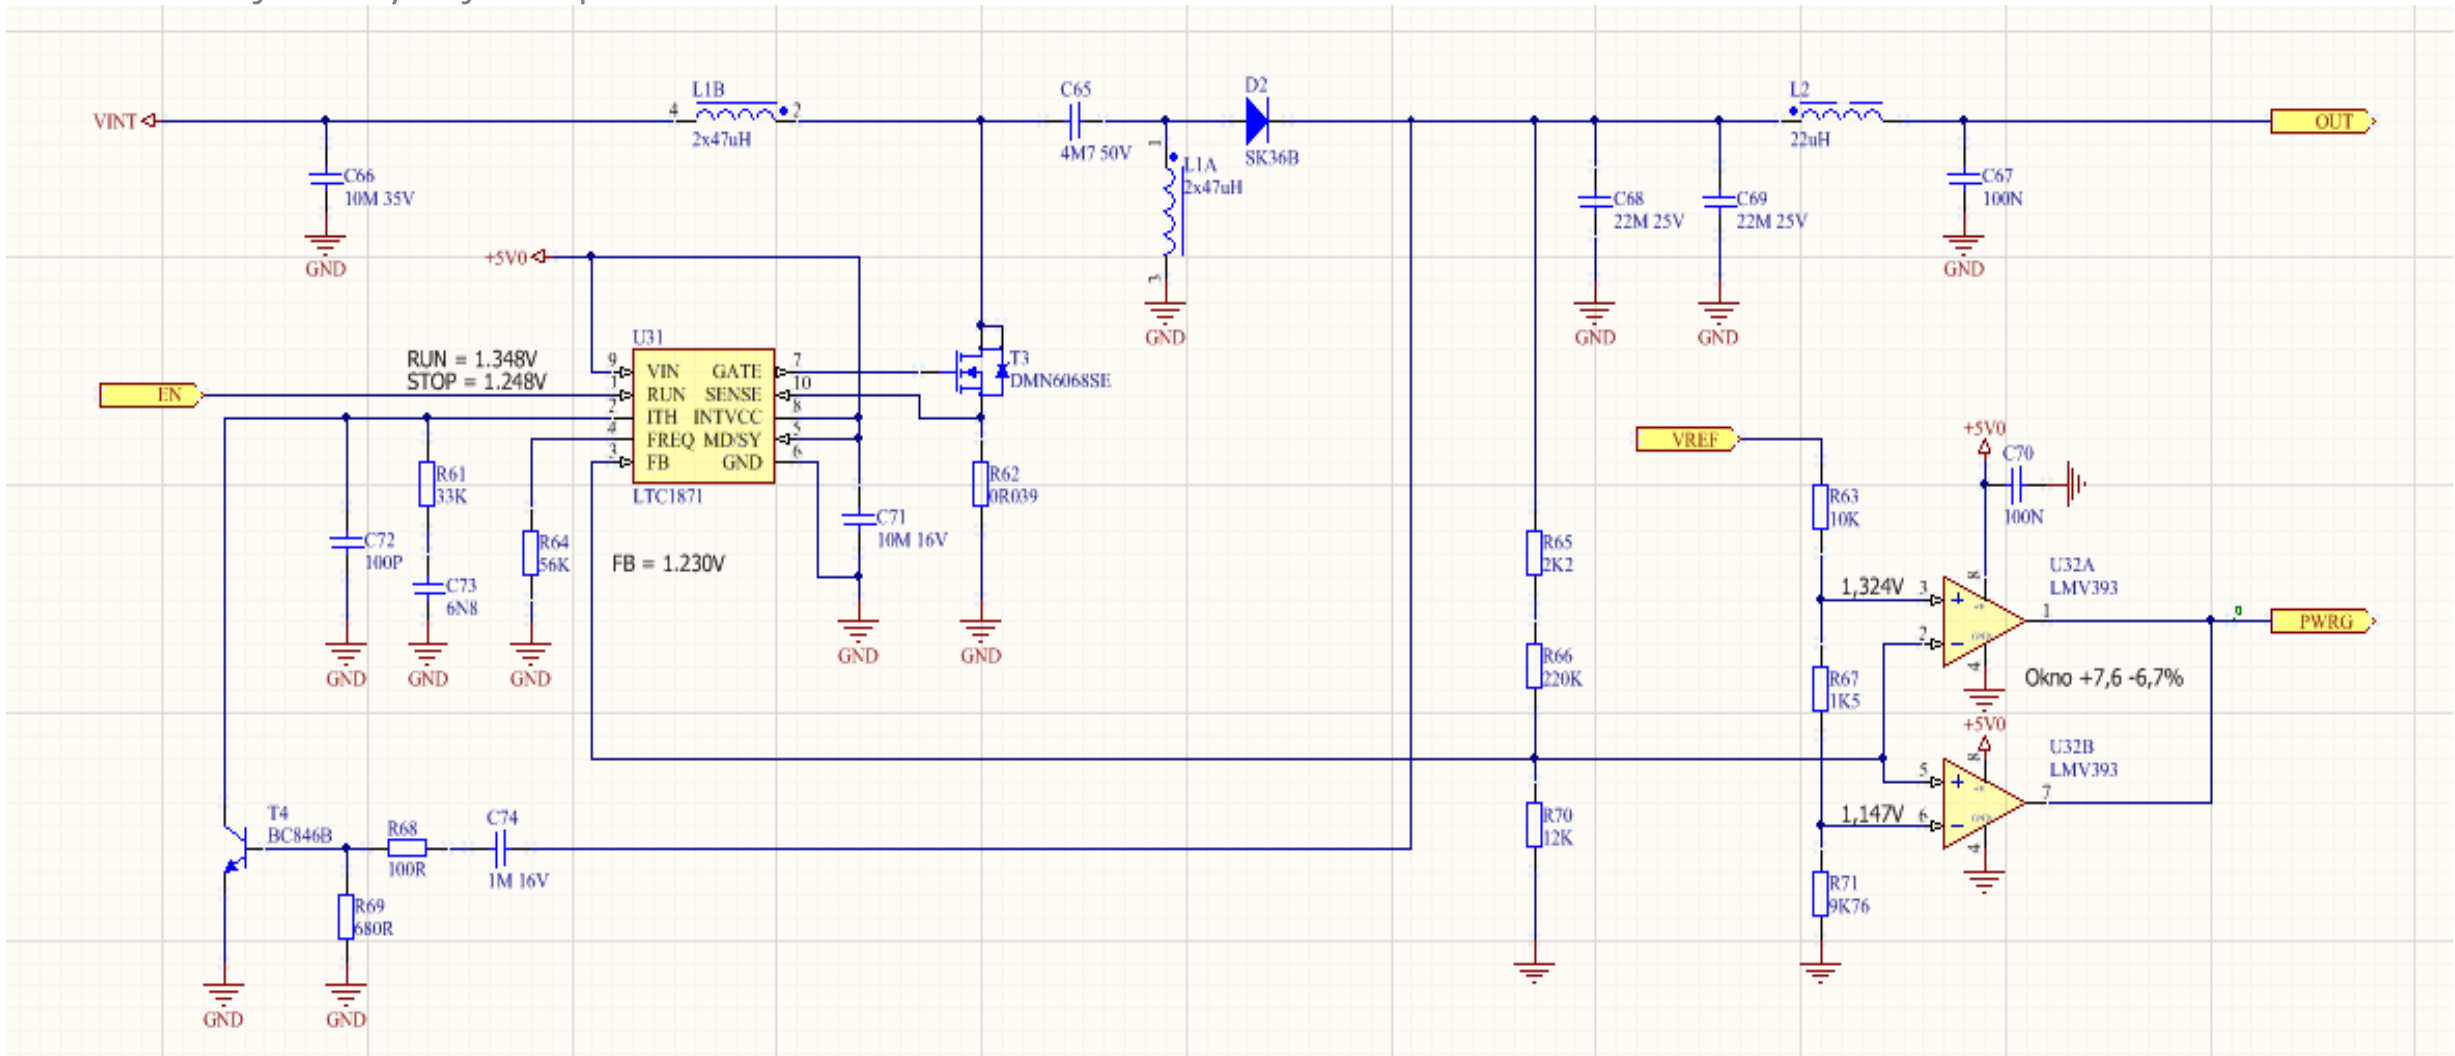 L1B
4
2
2x47uH
C65
4M7 50V
D2
SK36B
L2
22uH
VINT
OUT
C66
10M 35V
GND
1
L1A
2x47uH
3
GND
C68
22M 25V
GND
C69
22M 25V
GND
C67
100N
GND
+5V0
U31
RUN = 1.348V
STOP = 1.248V
EN
9
VIN
GATE
7
1
RUN
SENSE
10
2
ITH
INTVCC
8
4
FREQ
MD/SY
5
3
FB
GND
6
LTC1871
T3
DMN6068SE
R61
33K
R62
0R039
C72
100P
C73
6N8
R64
56K
FB = 1.230V
C71
10M 16V
GND
GND
GND
GND
GND
R65
2K2
R66
220K
VREF
R63
10K
+5V0
C70
100N
1,324V
3
2
8
4
1
U32A
LMV393
PWRG
Okno +7,6 -6,7%
R67
1K5
+5V0
8
U32B
LMV393
5
7
1,147V
6
4
R70
12K
R71
9K76
T4
BC846B
R68
100R
C74
1M 16V
R69
680R
GND
GND